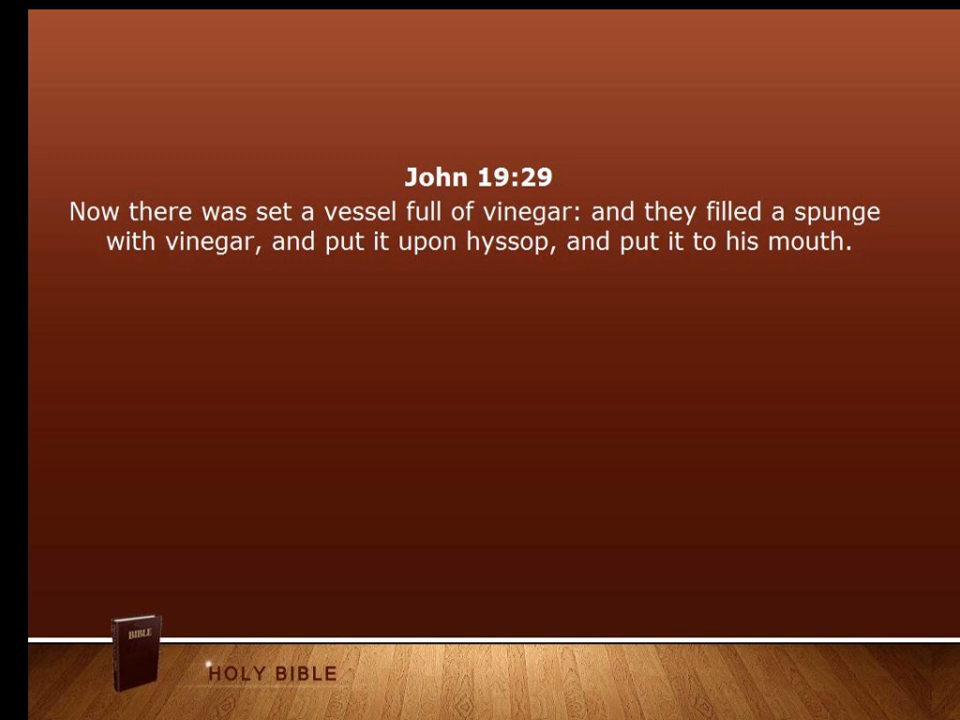 John 19:29
Now there was set a vessel full of vinegar: and they filled a spunge
with vinegar, and put it upon hyssop, and put it to his mouth.
BIBLE
HOLY BIBLE